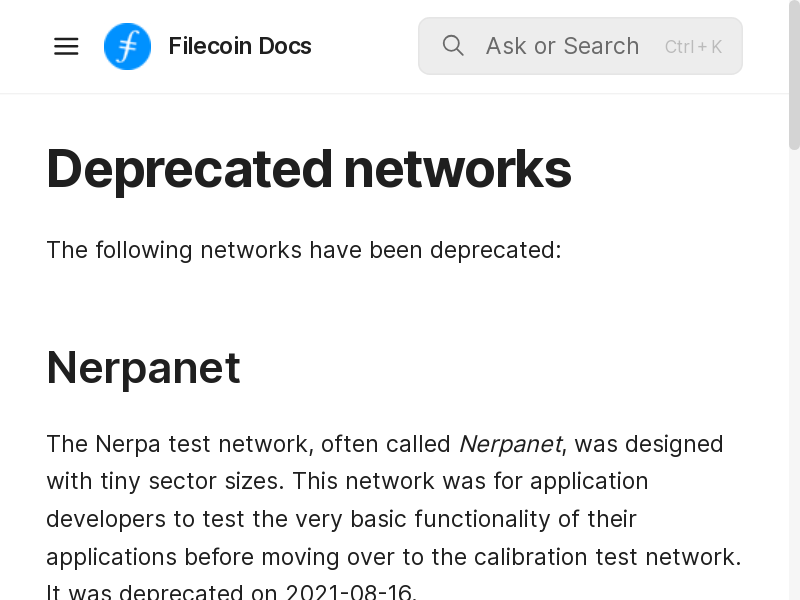 Filecoin Docs
Ask or Search
Ctrl + K
Deprecated networks
The following networks have been deprecated:
Nerpanet
The Nerpa test network, often called Nerpanet, was designed
with tiny sector sizes. This network was for application
developers to test the very basic functionality of their
applications before moving over to the calibration test network.
It was deprecated on 2021-08-16.